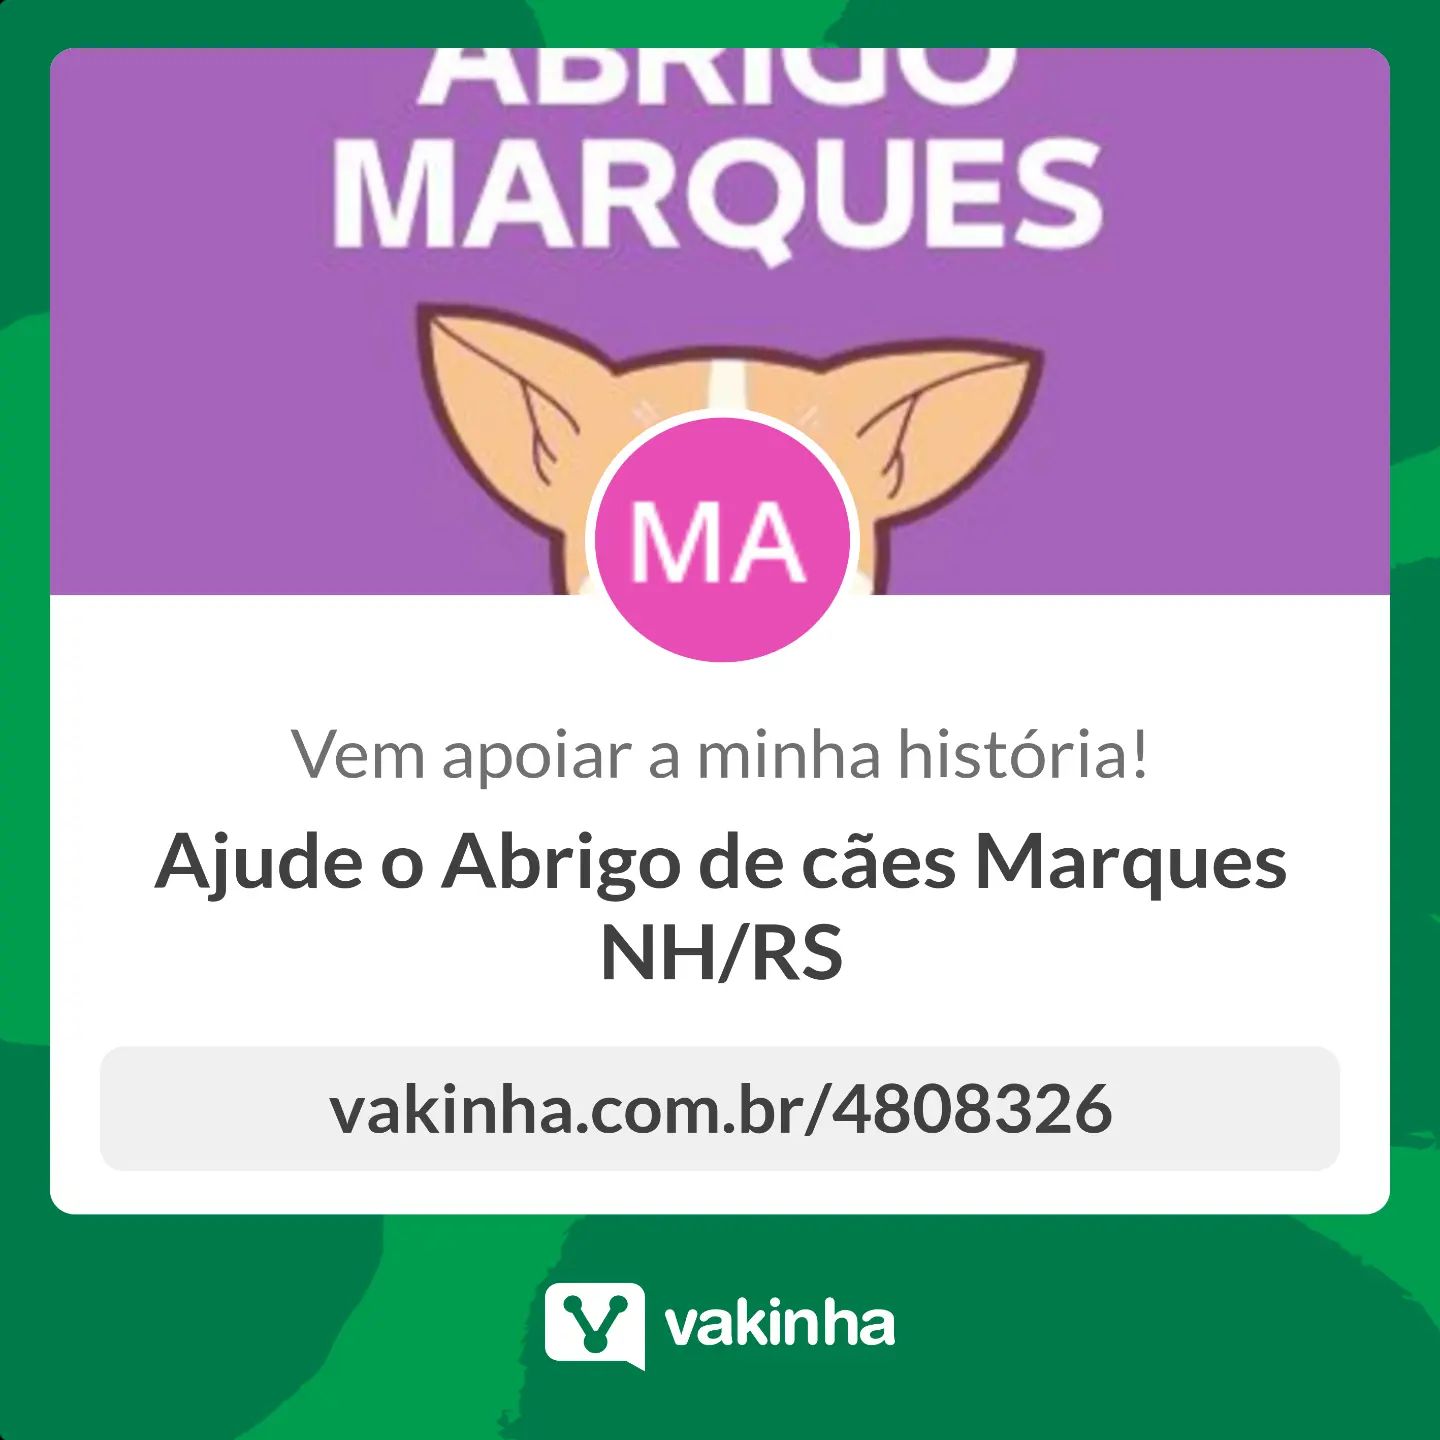 ABRIGO
MARQUES
MA
Vem apoiar a minha história!
Ajude o Abrigo de cães Marques
NH/RS
vakinha.com.br/4808326
vakinha